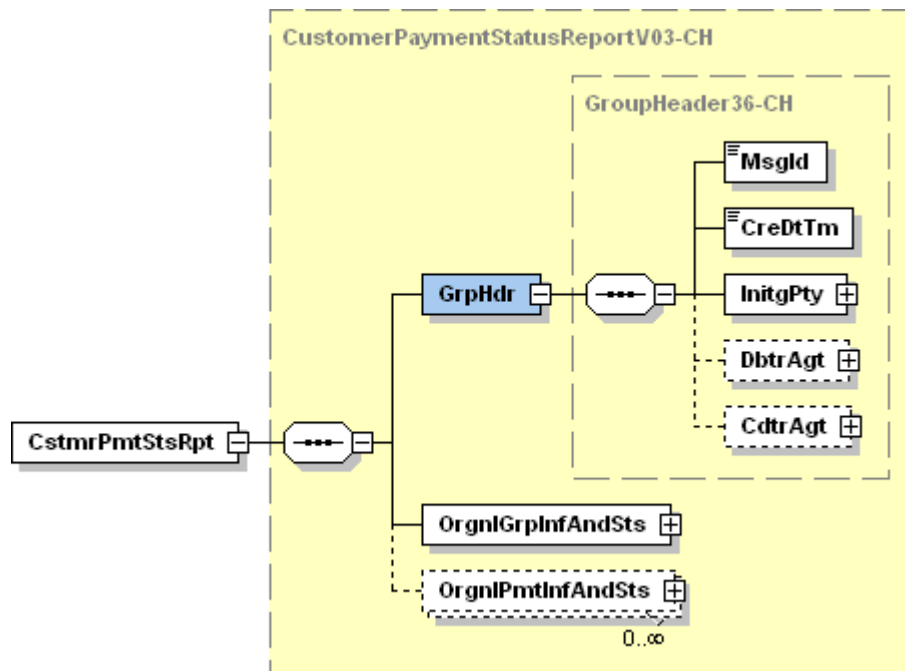 CustomerPaymentStatusReportV03-CH
GroupHeader36-CH
MsgId
CreDtTm
GrpHdr
InitgPty
DbtrAgt
CdtrAgt
CstmrPmtStsRpt
OrgnlGrpInfAndSts
OrgnlPmtInfAndSts
0..∞